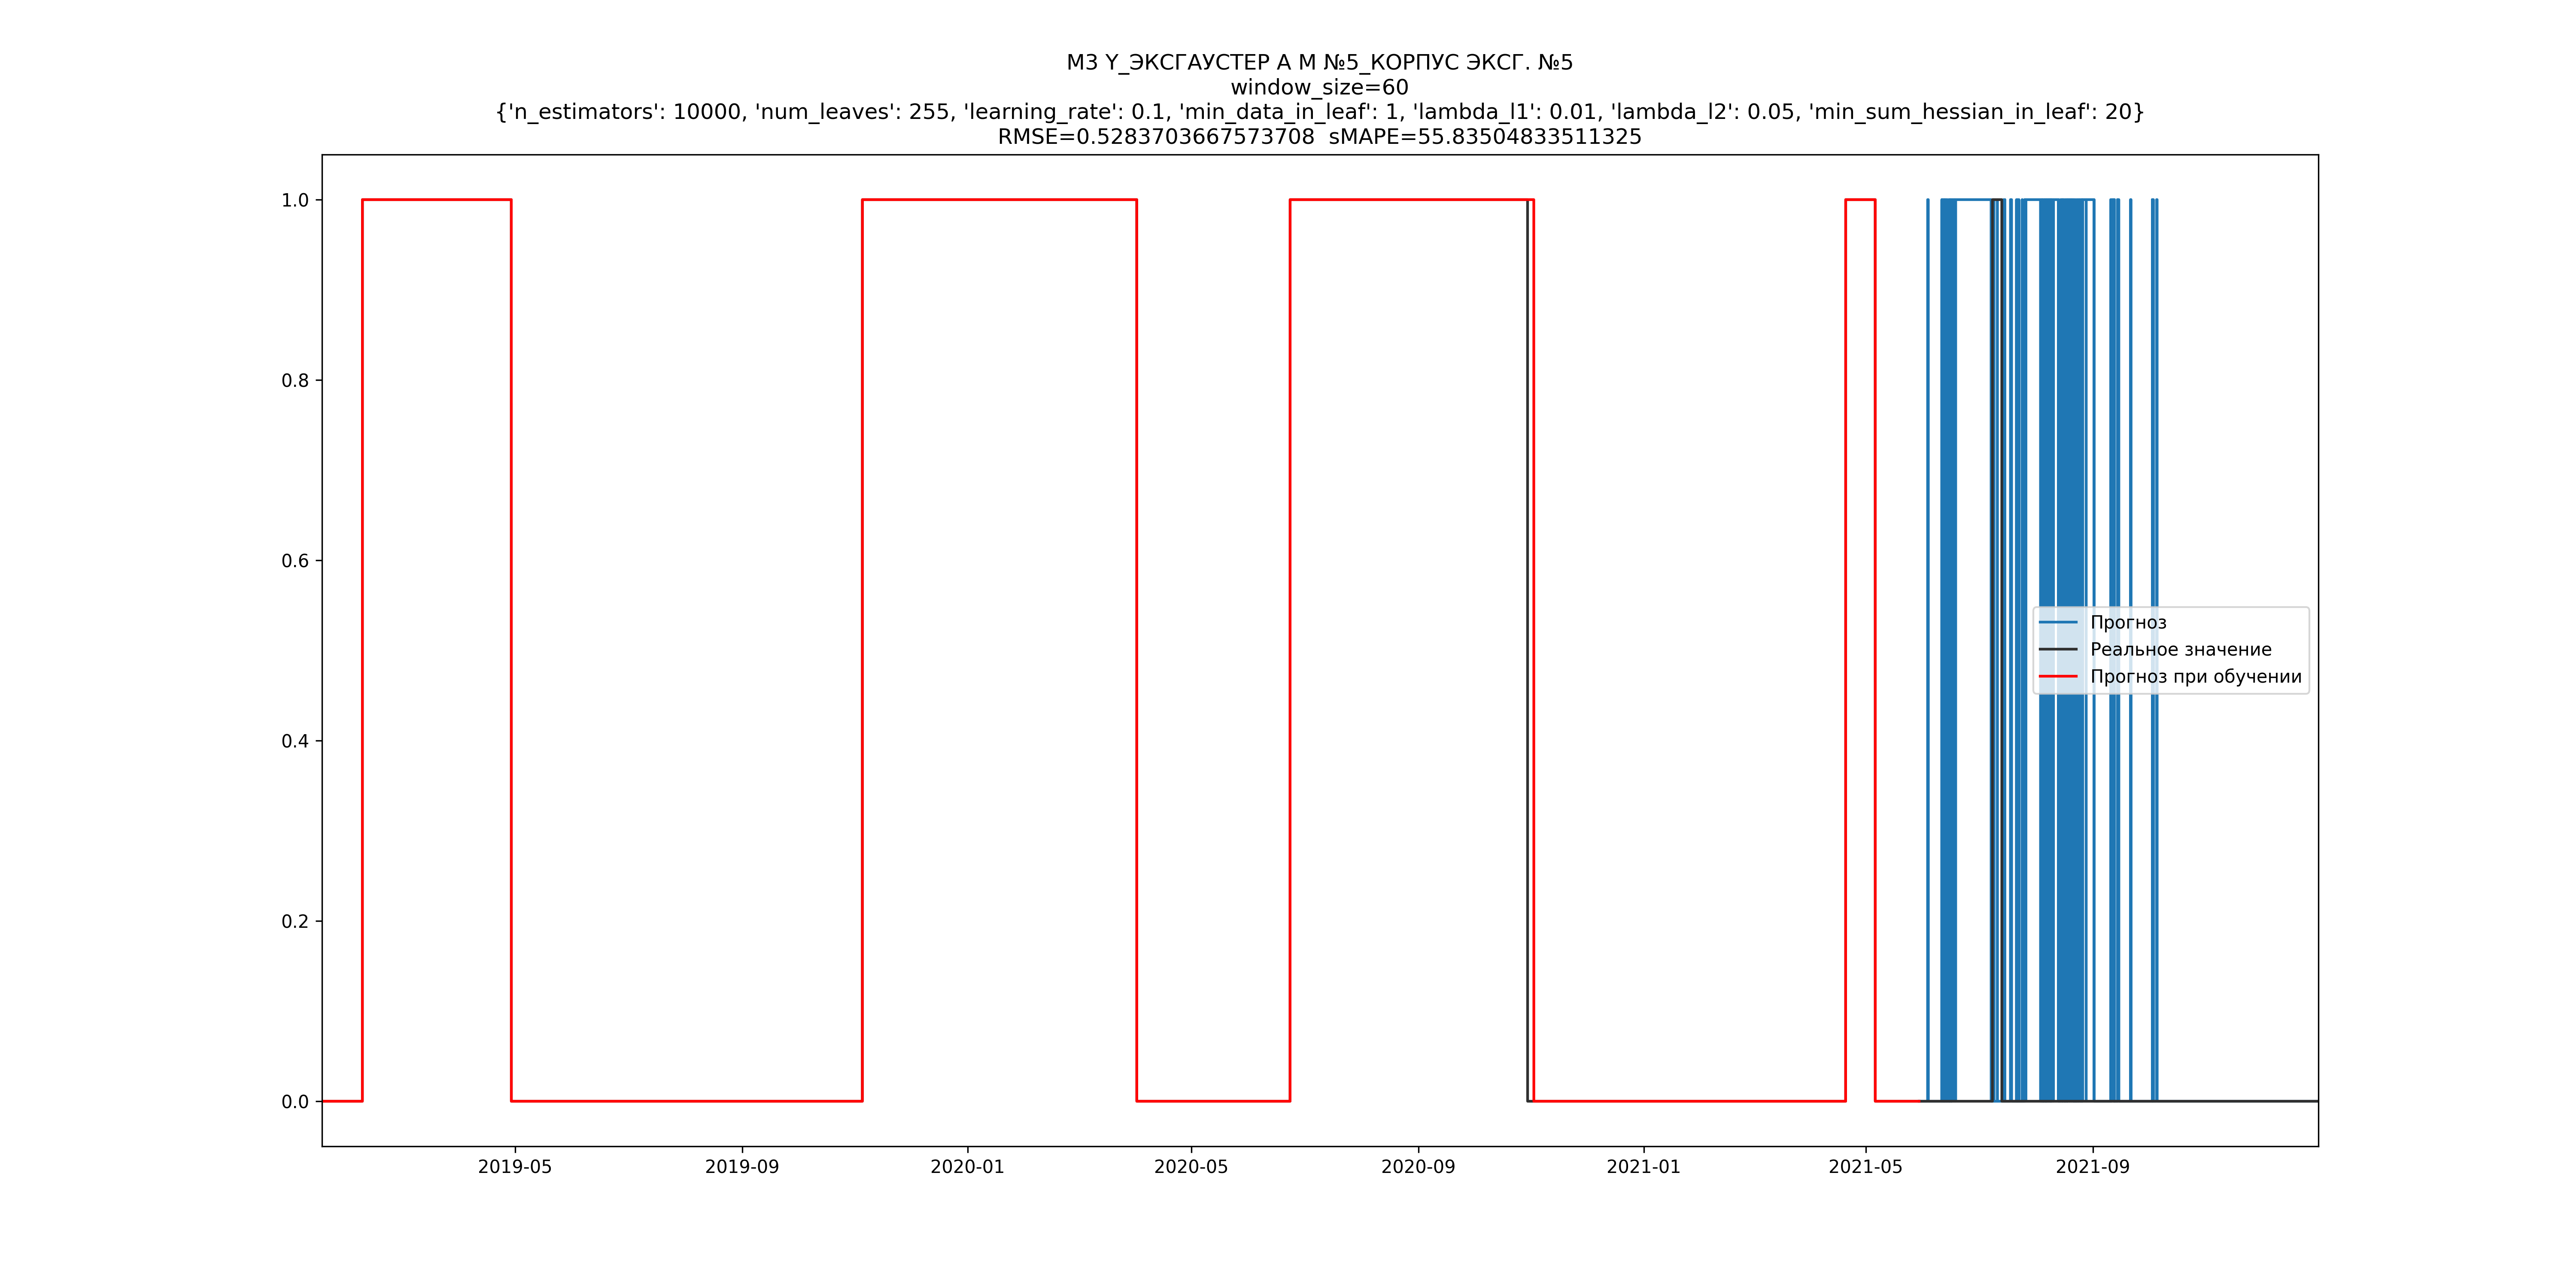 М3 Y_ЭКСГАУСТЕР А М №5_КОРПУС ЭКСГ. №5
window_size=60
{'n_estimators': 10000, 'num_leaves': 255, 'learning_rate': 0.1, 'min_data_in_leaf': 1, 'lambda_l1': 0.01, 'lambda_l2': 0.05, 'min_sum_hessian_in_leaf': 20}
RMSE=0.5283703667573708  sMAPE=55.83504833511325
1.0
0.8
0.6
0.4
0.2
0.0
Прогноз
Реальное значение
Прогноз при обучении
2019-05
2019-09
2020-01
2020-05
2020-09
2021-01
2021-05
2021-09